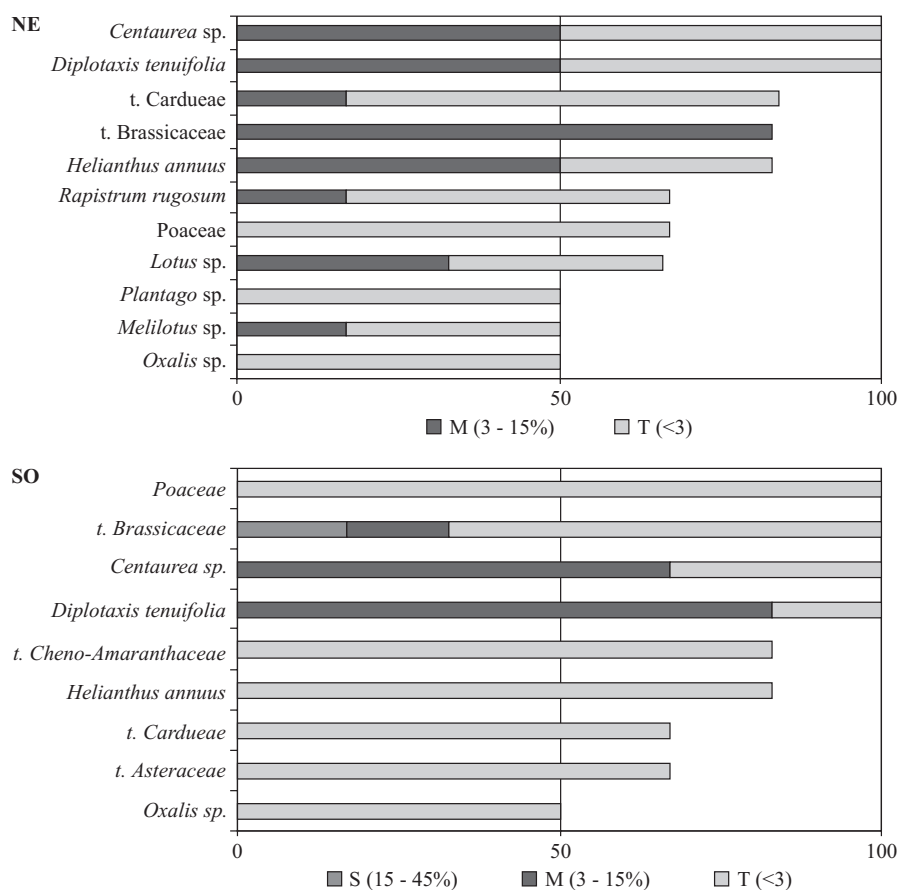 NE
Centaurea sp.
Diplotaxis tenuifolia
t. Cardueae
t. Brassicaceae
Helianthus annuus
Rapistrum rugosum
Poaceae
Lotus sp.
Plantago sp.
Melilotus sp.
Oxalis sp.
0 50 100
M (3 - 15%) T (<3)
SO
Poaceae
t. Brassicaceae
Centaurea sp.
Diplotaxis tenuifolia
t. Cheno-Amaranthaceae
Helianthus annuus
t. Cardueae
t. Asteraceae
Oxalis sp.
0 50 100
S (15 - 45%) M (3 - 15%) T (<3)